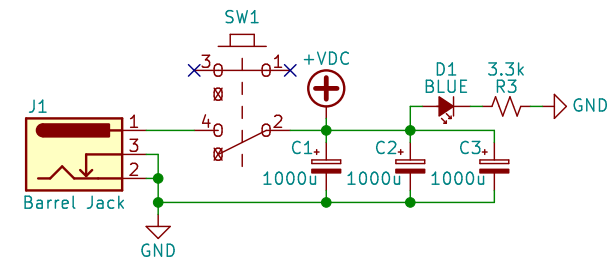 SW1
3 1
+VDC
D1
BLUE
3.3k
R3
GND
J1
1
3
2
Barrel Jack
4 2
C1
1000u
C2
1000u
C3
1000u
GND